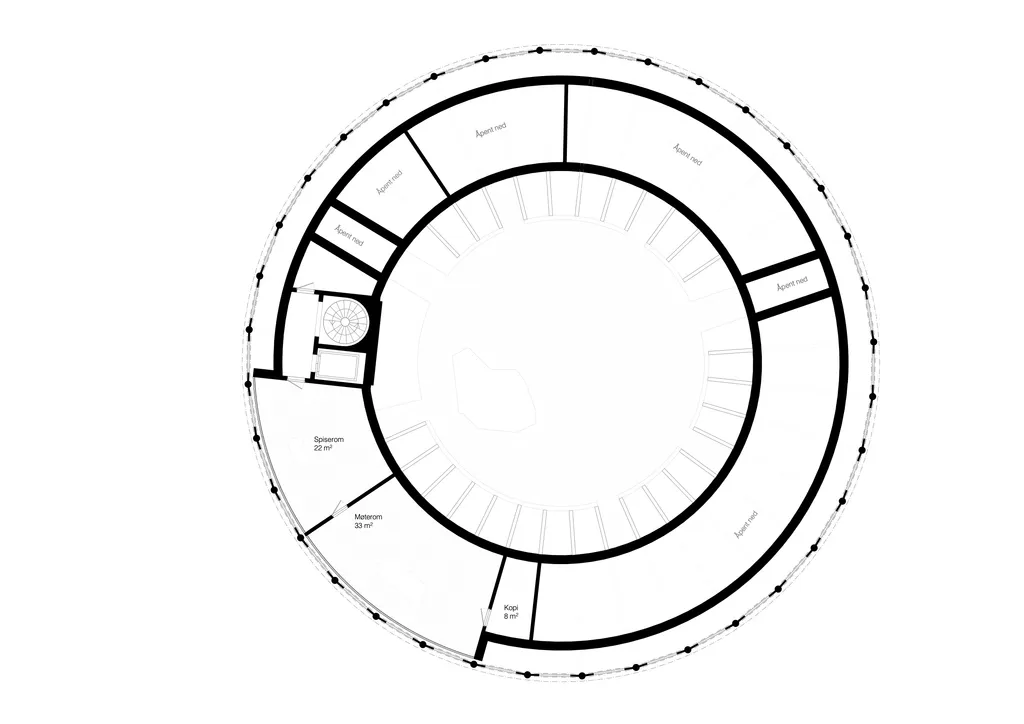 Åpent ned
Åpent ned
Åpent ned
Åpent ned
Åpent ned
Spiserom
22 m²
Møterom
33 m²
Åpent ned
Kopi
8 m²